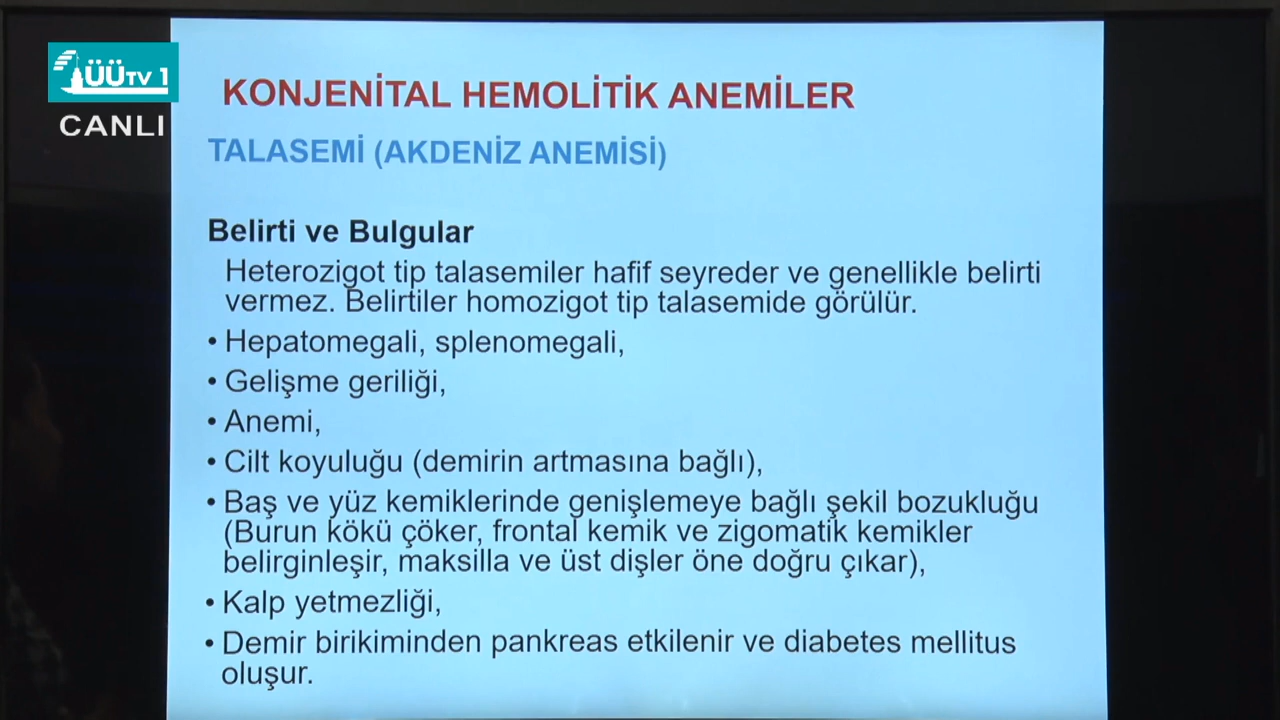 ÜÜTV 1
CANLI
KONJENİTAL HEMOLİTİK ANEMİLER
TALASEMİ (AKDENİZ ANEMİSİ)
Belirti ve Bulgular
Heterozigot tip talasemiler hafif seyreder ve genellikle belirti
vermez. Belirtiler homozigot tip talasemide görülür.
• Hepatomegali, splenomegali,
• Gelişme geriliği,
• Anemi,
• Cilt koyuluğu (demirin artmasına bağlı),
• Baş ve yüz kemiklerinde genişlemeye bağlı şekil bozukluğu
(Burun kökü çöker, frontal kemik ve zigomatik kemikler
belirginleşir, maksilla ve üst dişler öne doğru çıkar),
• Kalp yetmezliği,
• Demir birikiminden pankreas etkilenir ve diabetes mellitus
oluşur.